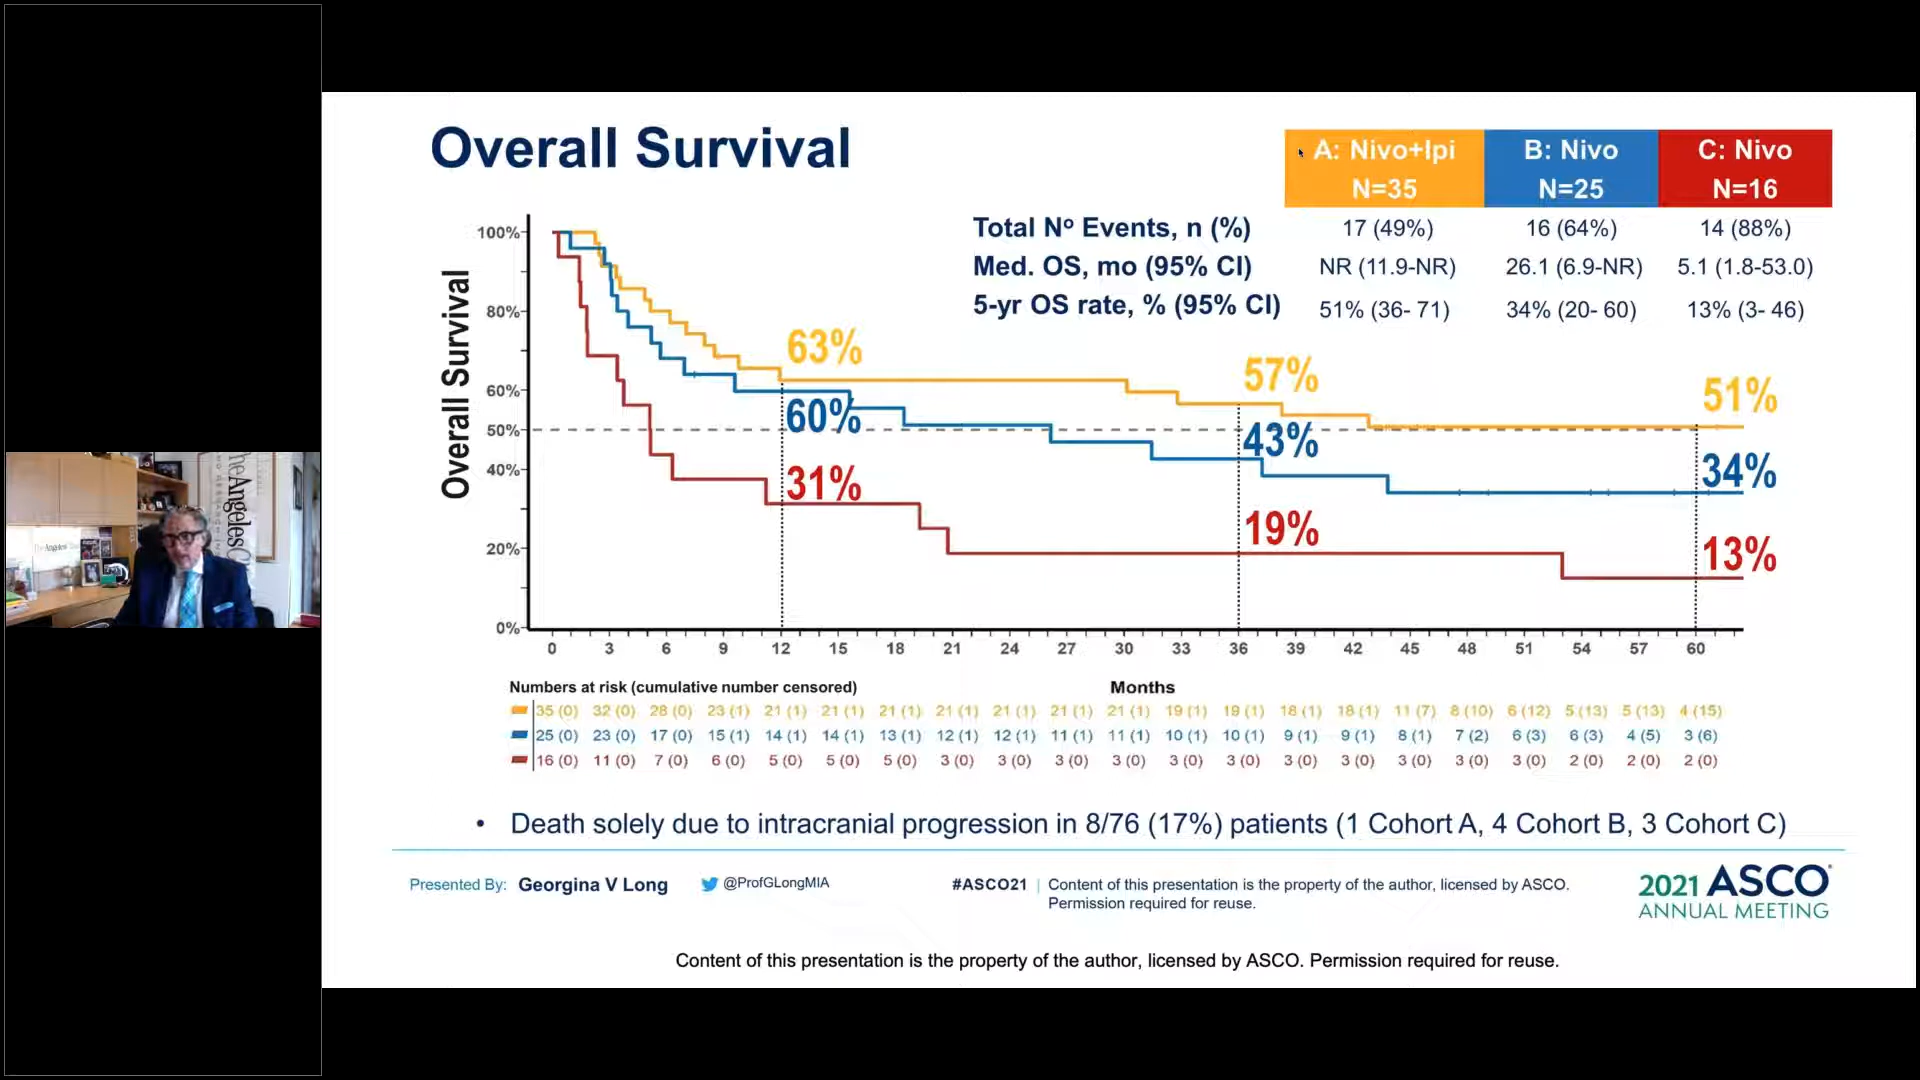 Overall Survival
A: Nivo+Ipi B: Nivo C: Nivo
N=35 N=25 N=16
Total Nº Events, n (%) 17 (49%) 16 (64%) 14 (88%)
Med. OS, mo (95% CI) NR (11.9-NR) 26.1 (6.9-NR) 5.1 (1.8-53.0)
5-yr OS rate, % (95% CI) 51% (36- 71) 34% (20- 60) 13% (3- 46)
Overall Survival
100%
80%
60%
50%
40%
20%
0%
63% 57% 51%
60% 43% 34%
31% 19% 13%
0 3 6 9 12 15 18 21 24 27 30 33 36 39 42 45 48 51 54 57 60
Numbers at risk (cumulative number censored) Months
35 (0) 32 (0) 28 (0) 23 (1) 21 (1) 21 (1) 21 (1) 21 (1) 21 (1) 21 (1) 21 (1) 19 (1) 19 (1) 18 (1) 18 (1) 11 (7) 8 (10) 6 (12) 5 (13) 5 (13) 4 (15)
25 (0) 23 (0) 17 (0) 15 (1) 14 (1) 14 (1) 13 (1) 12 (1) 12 (1) 11 (1) 11 (1) 10 (1) 10 (1) 9 (1) 9 (1) 8 (1) 7 (2) 6 (3) 6 (3) 4 (5) 3 (6)
16 (0) 11 (0) 7 (0) 6 (0) 5 (0) 5 (0) 5 (0) 3 (0) 3 (0) 3 (0) 3 (0) 3 (0) 3 (0) 3 (0) 3 (0) 3 (0) 3 (0) 3 (0) 2 (0) 2 (0) 2 (0)
• Death solely due to intracranial progression in 8/76 (17%) patients (1 Cohort A, 4 Cohort B, 3 Cohort C)
Presented By: Georgina V Long @ProfGLongMIA
#ASCO21 | Content of this presentation is the property of the author, licensed by ASCO.
Permission required for reuse.
2021 ASCO
ANNUAL MEETING
Content of this presentation is the property of the author, licensed by ASCO. Permission required for reuse.